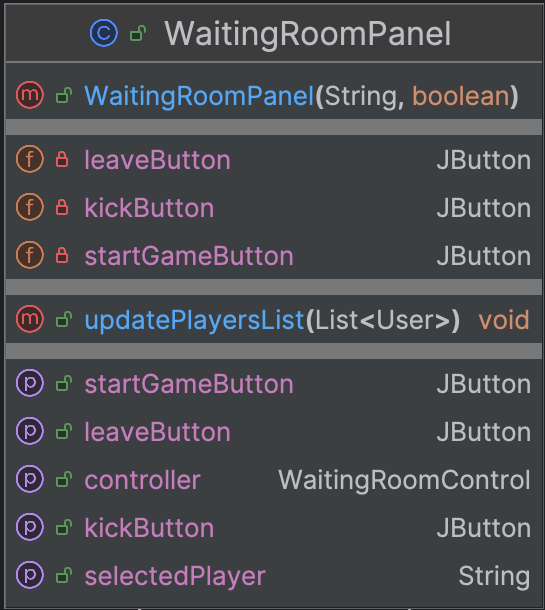 C WaitingRoomPanel
m WaitingRoomPanel(String, boolean)
f leaveButton JButton
f kickButton JButton
f startGameButton JButton
m updatePlayersList(List<User>) void
p startGameButton JButton
p leaveButton JButton
p controller WaitingRoomControl
p kickButton JButton
p selectedPlayer String